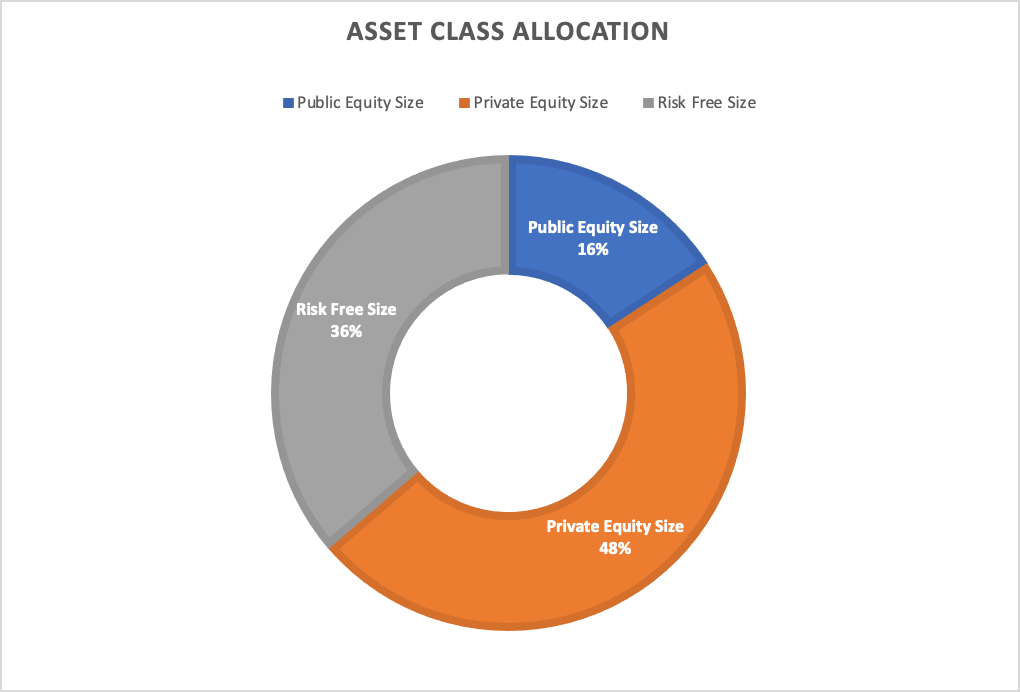 ASSET CLASS ALLOCATION
Public Equity Size Private Equity Size Risk Free Size
Public Equity Size
16%
Risk Free Size
36%
Private Equity Size
48%